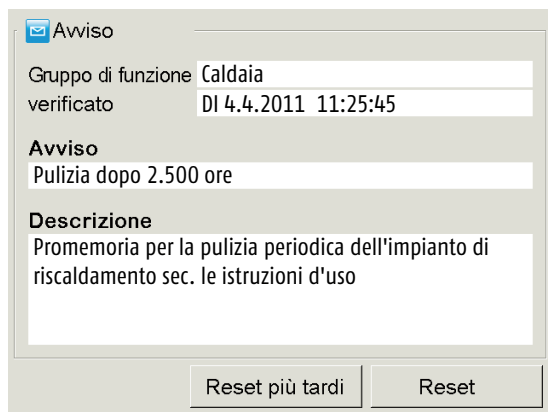 Avviso
Gruppo di funzione Caldaia
verificato DI 4.4.2011 11:25:45
Avviso
Pulizia dopo 2.500 ore
Descrizione
Promemoria per la pulizia periodica dell'impianto di
riscaldamento sec. le istruzioni d'uso
Reset più tardi Reset